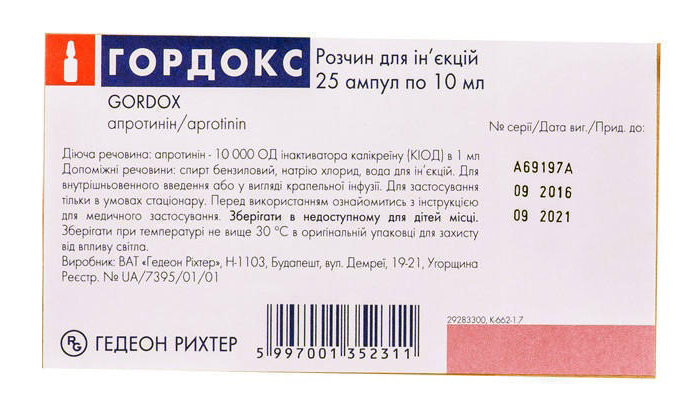 ГОРДОКС
Розчин для ін’єкцій
25 ампул по 10 мл
GORDOX
апротинін/aprotinin
№ серії/Дата виг./Прид. до:
A69197A
09 2016
09 2021
Діюча речовина: апротинін - 10 000 ОД інактиватора калікреїну (КІОД) в 1 мл
Допоміжні речовини: спирт бензиловий, натрію хлорид, вода для ін’єкцій. Для
внутрішньовенного введення або у вигляді крапельної інфузії. Для застосування
тільки в умовах стаціонару. Перед використанням ознайомитись з інструкцією
для медичного застосування. Зберігати в недоступному для дітей місці.
Зберігати при температурі не вище 30 °С в оригінальній упаковці для захисту
від впливу світла.
Виробник: ВАТ «Гедеон Ріхтер», H-1103, Будапешт, вул. Демреї, 19-21, Угорщина
Реєстр. № UA/7395/01/01
29283300, K-662-1.7
RG ГЕДЕОН РИХТЕР
5 997001 352311